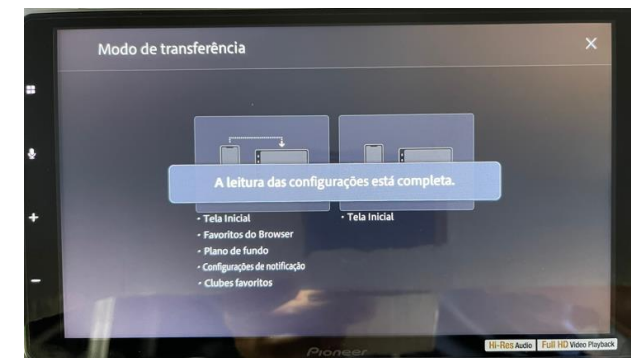 Modo de transferência
A leitura das configurações está completa.
• Tela Inicial
• Favoritos do Browser
• Plano de fundo
• Configurações de notificação
• Clubes favoritos
• Tela Inicial
Pioneer
Hi-Res Audio
Full HD Video Playback